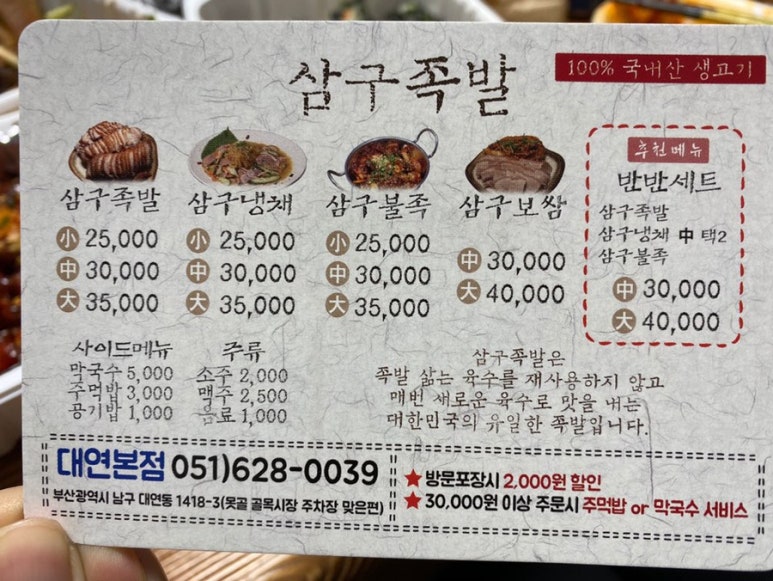 삼구족발
100% 국내산 생고기
삼구족발
小 25,000
中 30,000
大 35,000
삼구냉채
小 25,000
中 30,000
大 35,000
삼구불족
小 25,000
中 30,000
大 35,000
삼구보쌈
中 30,000
大 40,000
추천메뉴
반반세트
삼구족발
삼구냉채 中 택2
삼구불족
中 30,000
大 40,000
사이드메뉴
막국수 5,000
주먹밥 3,000
공기밥 1,000
주류
소주 2,000
맥주 2,500
음료 1,000
삼구족발은
족발 삶는 육수를 재사용하지 않고
매번 새로운 육수로 맛을 내는
대한민국의 유일한 족발입니다.
대연본점 051)628-0039
부산광역시 남구 대연동 1418-3(못골 골목시장 주차장 맞은편)
★ 방문포장시 2,000원 할인
★ 30,000원 이상 주문시 주먹밥 or 막국수 서비스